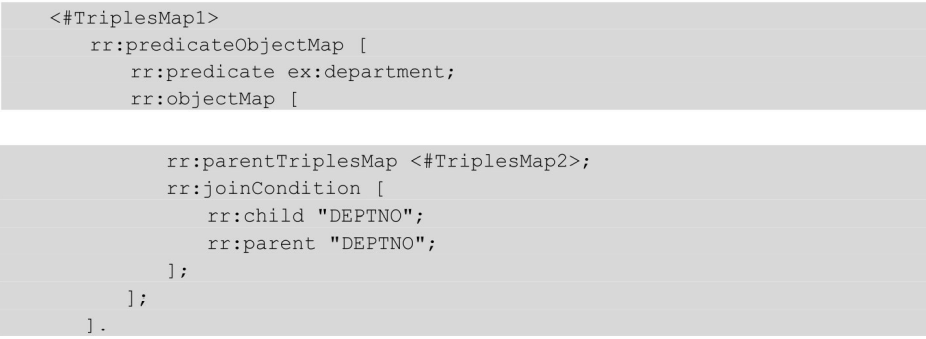 <#TriplesMap1>
rr:predicateObjectMap [
rr:predicate ex:department;
rr:objectMap [
rr:parentTriplesMap <#TriplesMap2>;
rr:joinCondition [
rr:child "DEPTNO";
rr:parent "DEPTNO";
];
];
].